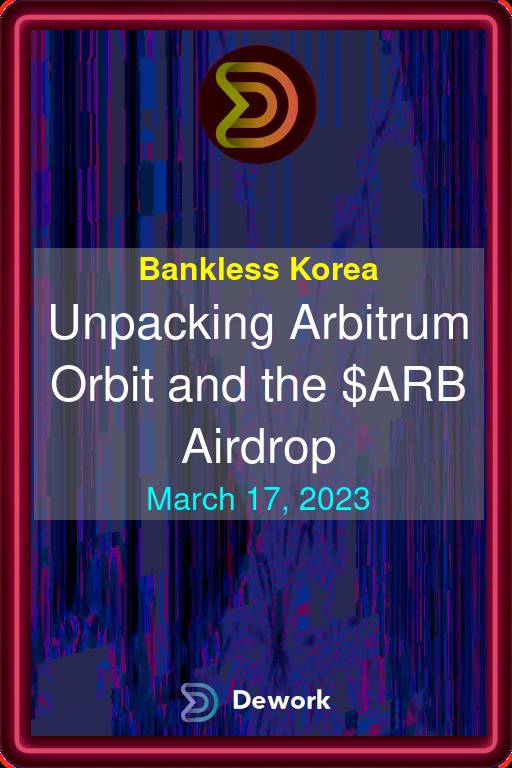 Bankless Korea
Unpacking Arbitrum
Orbit and the $ARB
Airdrop
March 17, 2023
Dework